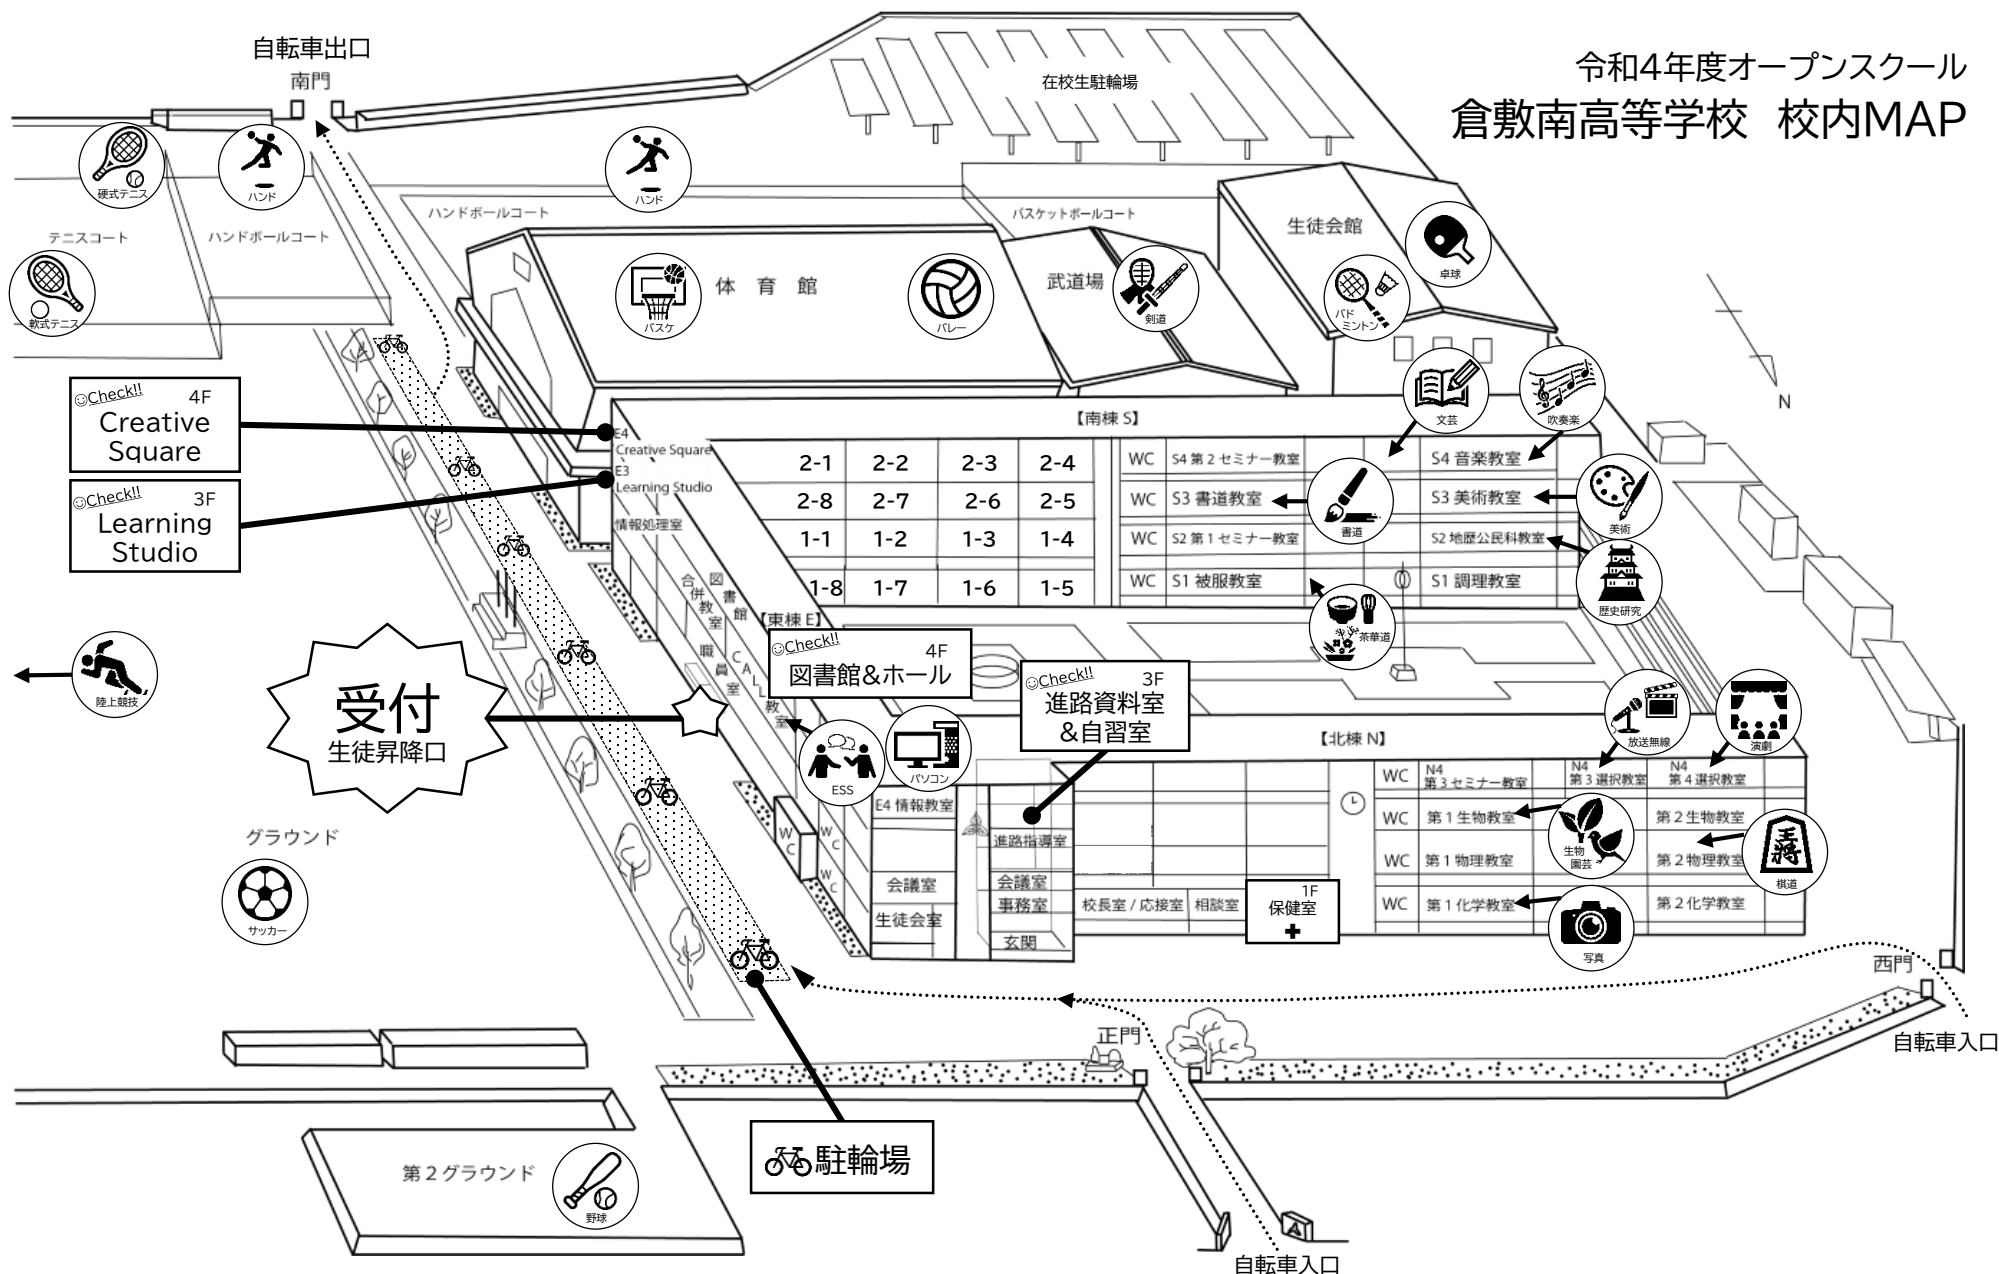 令和4年度オープンスクール
倉敷南高等学校 校内MAP
自転車出口
南門
在校生駐輪場
硬式テニス
ハンド
ハンド
テニスコート
ハンドボールコート
ハンドボールコート
バスケットボールコート
生徒会館
卓球
軟式テニス
バスケ
体 育 館
バレー
武道場
剣道
バド
ミントン
N
☺Check!!
4F
Creative
Square
☺Check!!
3F
Learning
Studio
文芸
吹奏楽
【南棟 S】
E4
Creative Square
E3
Learning Studio
情報処理室
2-1 2-2 2-3 2-4 WC S4 第 2 セミナー教室 S4 音楽教室
2-8 2-7 2-6 2-5 WC S3 書道教室 S3 美術教室
1-1 1-2 1-3 1-4 WC S2 第 1 セミナー教室 S2 地歴公民科教室
1-8 1-7 1-6 1-5 WC S1 被服教室 S1 調理教室
書道
美術
歴史研究
茶華道
図書館
合併教室
【東棟 E】
職員室
CALL教室
☺Check!!
4F
図書館&ホール
☺Check!!
3F
進路資料室
&自習室
陸上競技
受付
生徒昇降口
ESS
パソコン
【北棟 N】
放送無線
演劇
WC
WC
WC
E4 情報教室
会議室
生徒会室
進路指導室
会議室
事務室
玄関
校長室 / 応接室
相談室
1F
保健室
WC
N4
第 3 セミナー教室
N4
第 3 選択教室
N4
第 4 選択教室
WC 第 1 生物教室 第 2 生物教室
WC 第 1 物理教室 第 2 物理教室
WC 第 1 化学教室 第 2 化学教室
生物
園芸
王將
棋道
写真
グラウンド
サッカー
西門
自転車入口
正門
駐輪場
第 2 グラウンド
野球
自転車入口